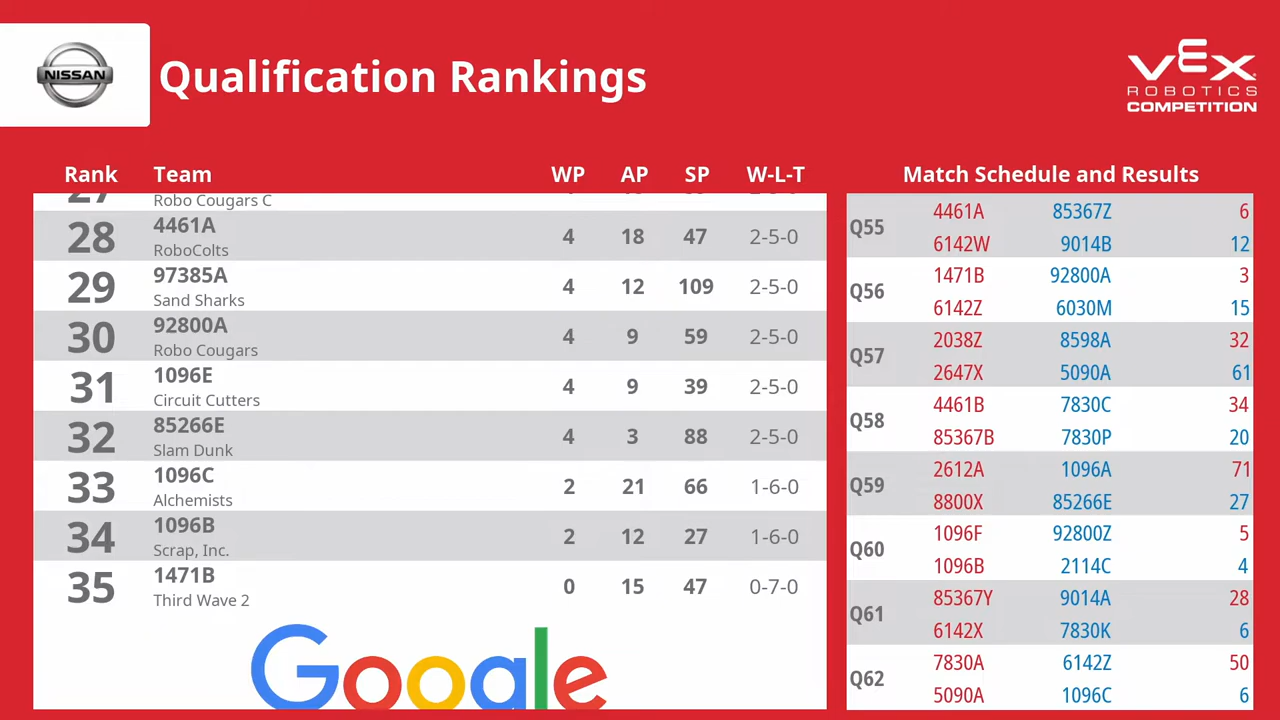 NISSAN
Qualification Rankings
VEX
ROBOTICS
COMPETITION
Rank Team WP AP SP W-L-T
27
Robo Cougars C
28 4461A RoboColts 4 18 47 2-5-0
29 97385A Sand Sharks 4 12 109 2-5-0
30 92800A Robo Cougars 4 9 59 2-5-0
31 1096E Circuit Cutters 4 9 39 2-5-0
32 85266E Slam Dunk 4 3 88 2-5-0
33 1096C Alchemists 2 21 66 1-6-0
34 1096B Scrap, Inc. 2 12 27 1-6-0
35 1471B Third Wave 2 0 15 47 0-7-0
Google
Match Schedule and Results
Q55
4461A 85367Z 6
6142W 9014B 12
Q56
1471B 92800A 3
6142Z 6030M 15
Q57
2038Z 8598A 32
2647X 5090A 61
Q58
4461B 7830C 34
85367B 7830P 20
Q59
2612A 1096A 71
8800X 85266E 27
Q60
1096F 92800Z 5
1096B 2114C 4
Q61
85367Y 9014A 28
6142X 7830K 6
Q62
7830A 6142Z 50
5090A 1096C 6